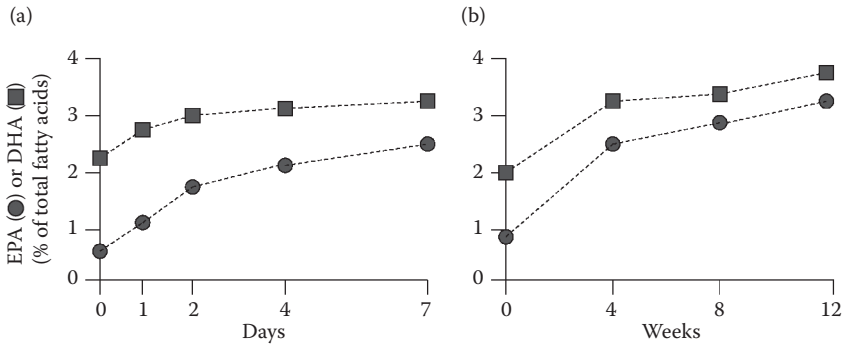 (a)
EPA (●) or DHA (■)
(% of total fatty acids)
4
3
2
1
0
0 1 2 4 7
Days
(b)
4
3
2
1
0
0 4 8 12
Weeks